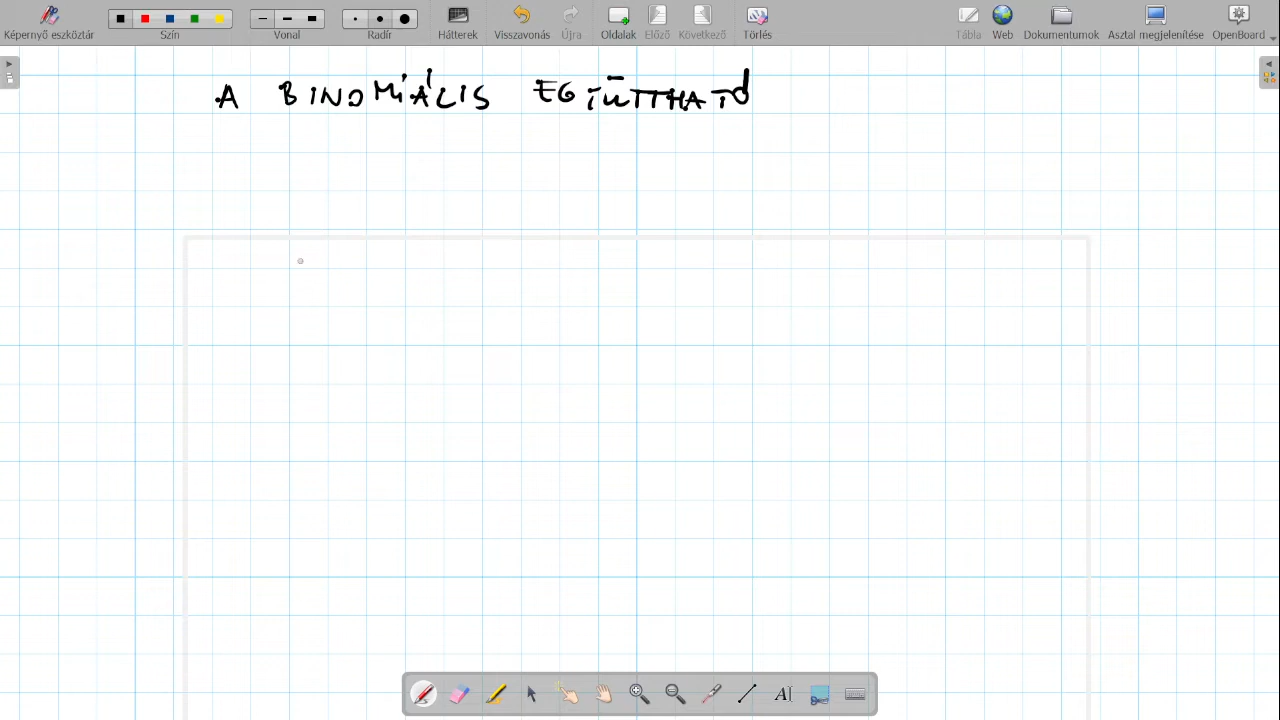 Képernyő eszköztár Szín Vonal Radír Hátterek Visszavonás Újra Oldalak Előző Következő Törlés Tábla Web Dokumentumok Asztal megjelenítése OpenBoard
A BINOMIÁLIS EGYÜTTHATÓ